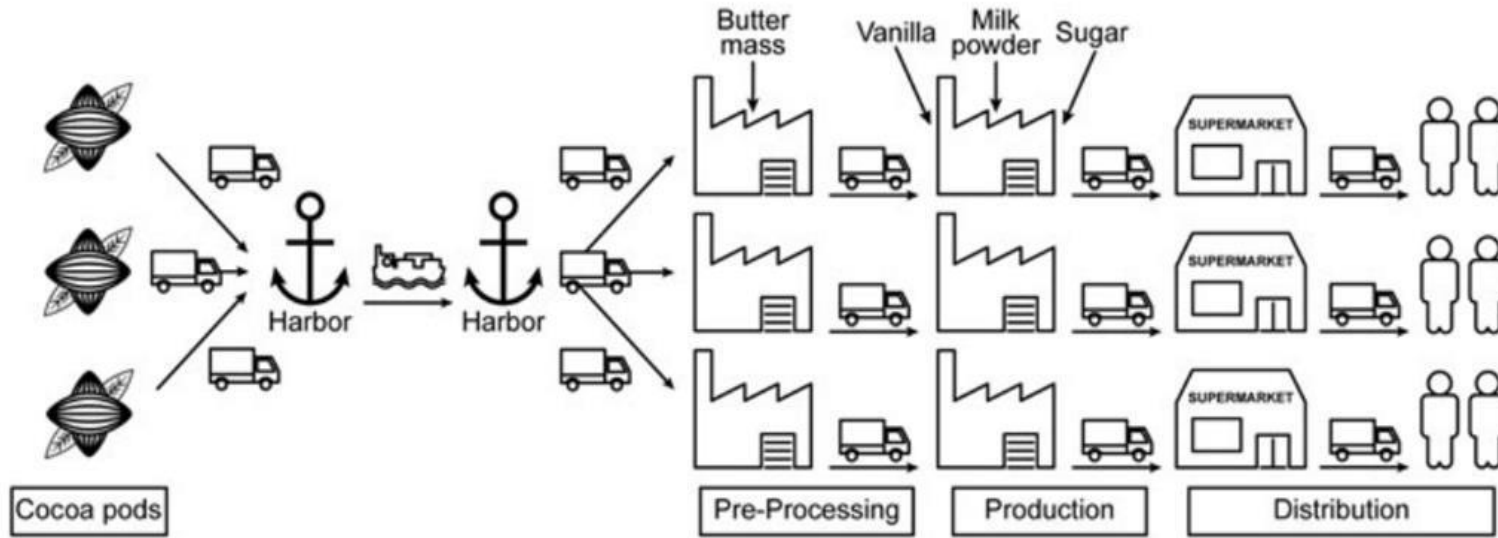 Butter
mass
Vanilla
Milk
powder
Sugar
SUPERMARKET
Harbor
Harbor
SUPERMARKET
SUPERMARKET
Cocoa pods
Pre-Processing
Production
Distribution